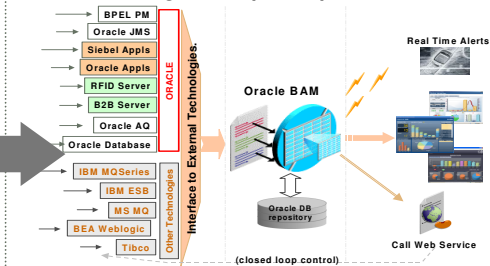 BPEL PM
Oracle JMS
Siebel Appls
Oracle Appls
RFID Server
B2B Server
Oracle AQ
Oracle Database
ORACLE
IBM MQSeries
IBM ESB
MS MQ
BEA Weblogic
Tibco
Other Technologies
Interface to External Technologies.
Oracle BAM
Oracle DB
repository
Real Time Alerts
Call Web Service
(closed loop control)